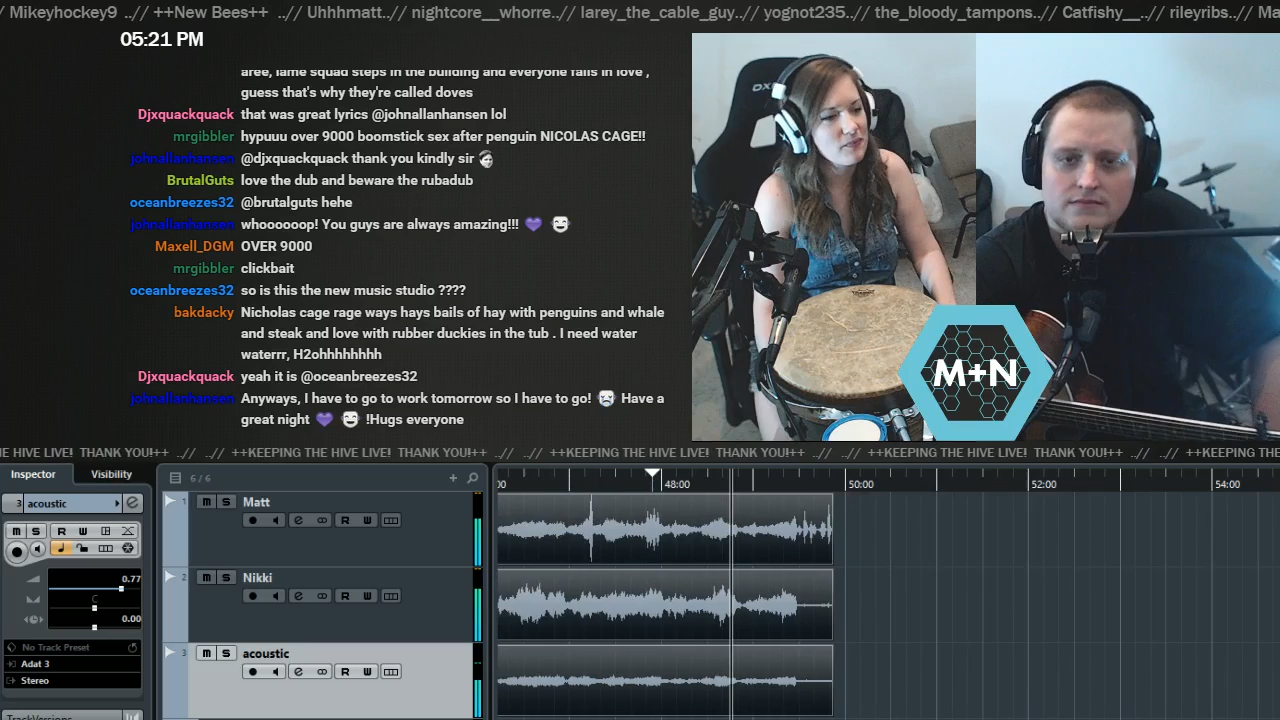 / Mikeyhockey9 ..// ++New Bees++ ..// Uhhhmatt..// nightcore__whorre..// larey_the_cable_guy..// yognot235..// the_bloody_tampons..// Catfishy__..// rileyribs..// Ma
05:21 PM
aree, lame squad steps in the building and everyone falls in love ,
guess that's why they're called doves
Djxquackquack that was great lyrics @johnallanhansen lol
mrgibbler hypuuu over 9000 boomstick sex after penguin NICOLAS CAGE!!
johnallanhansen @djxquackquack thank you kindly sir
BrutalGuts love the dub and beware the rubadub
oceanbreezes32 @brutalguts hehe
johnallanhansen whoooooop! You guys are always amazing!!!
Maxell_DGM OVER 9000
mrgibbler clickbait
oceanbreezes32 so is this the new music studio ????
bakdacky Nicholas cage rage ways hays bails of hay with penguins and whale
and steak and love with rubber duckies in the tub . I need water
waterrr, H2ohhhhhhhh
Djxquackquack yeah it is @oceanbreezes32
johnallanhansen Anyways, I have to go to work tomorrow so I have to go! Have a
great night !Hugs everyone
M+N
E HIVE LIVE! THANK YOU!++ ..// ..// ++KEEPING THE HIVE LIVE! THANK YOU!++ ..// ..// ++KEEPING THE HIVE LIVE! THANK YOU!++ ..// ..// ++KEEPING THE HIVE LIVE! THANK YOU!++ ..// ..// ++KEEPING TH
Inspector Visibility
6 / 6
00 48:00 50:00 52:00 54:00
3 acoustic
M S R W
0.77
C
0.00
No Track Preset
Adat 3
Stereo
TrackVersions
1 M S Matt
R W
2 M S Nikki
R W
3 M S acoustic
R W